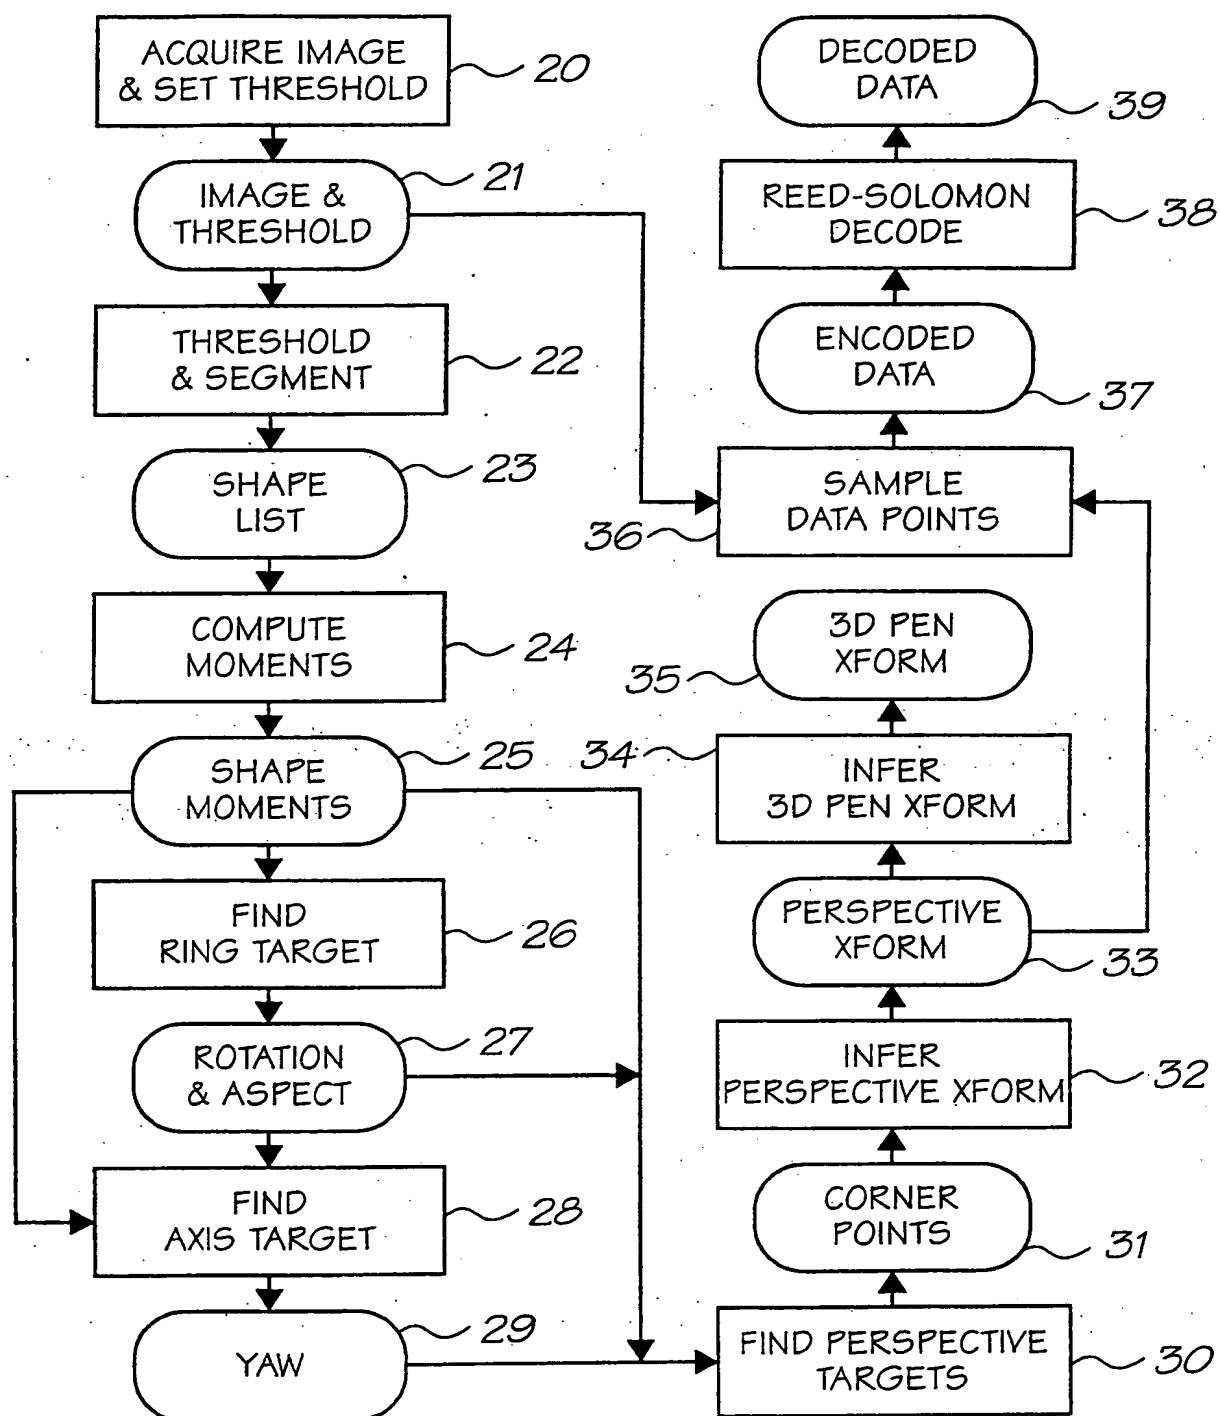 ACQUIRE IMAGE
& SET THRESHOLD
20
IMAGE &
THRESHOLD
21
THRESHOLD
& SEGMENT
22
SHAPE
LIST
23
COMPUTE
MOMENTS
24
SHAPE
MOMENTS
25
FIND
RING TARGET
26
ROTATION
& ASPECT
27
FIND
AXIS TARGET
28
YAW
29
DECODED
DATA
39
REED-SOLOMON
DECODE
38
ENCODED
DATA
37
SAMPLE
DATA POINTS
36
3D PEN
XFORM
35
INFER
3D PEN XFORM
34
PERSPECTIVE
XFORM
33
INFER
PERSPECTIVE XFORM
32
CORNER
POINTS
31
FIND PERSPECTIVE
TARGETS
30